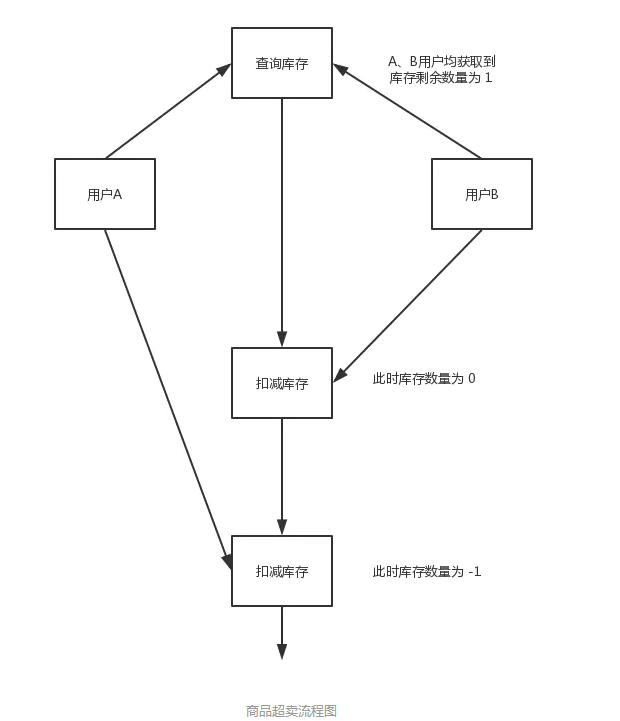 查询库存
A、B用户均获取到
库存剩余数量为 1
用户A
用户B
扣减库存
此时库存数量为 0
扣减库存
此时库存数量为 -1
商品超卖流程图